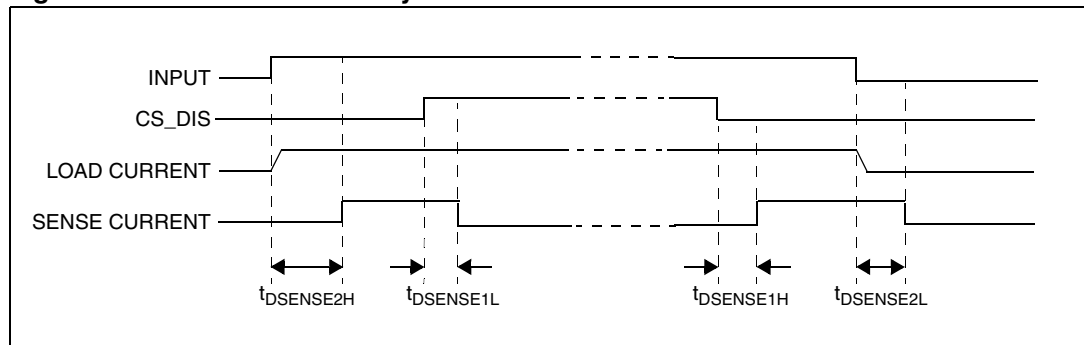 INPUT
CS_DIS
LOAD CURRENT
SENSE CURRENT
tDSENSE2H
tDSENSE1L
tDSENSE1H
tDSENSE2L